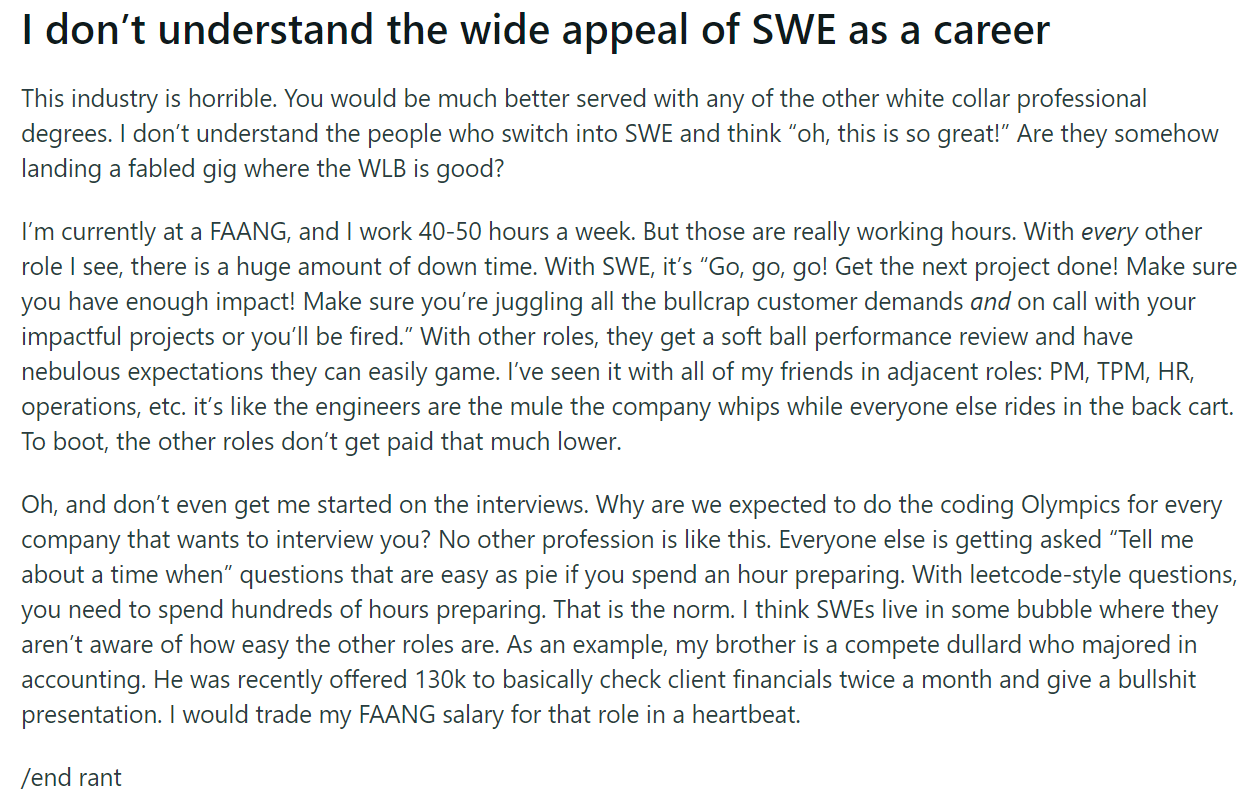 I don’t understand the wide appeal of SWE as a career
This industry is horrible. You would be much better served with any of the other white collar professional
degrees. I don’t understand the people who switch into SWE and think “oh, this is so great!” Are they somehow
landing a fabled gig where the WLB is good?
I’m currently at a FAANG, and I work 40-50 hours a week. But those are really working hours. With every other
role I see, there is a huge amount of down time. With SWE, it’s “Go, go, go! Get the next project done! Make sure
you have enough impact! Make sure you’re juggling all the bullcrap customer demands and on call with your
impactful projects or you’ll be fired.” With other roles, they get a soft ball performance review and have
nebulous expectations they can easily game. I’ve seen it with all of my friends in adjacent roles: PM, TPM, HR,
operations, etc. it’s like the engineers are the mule the company whips while everyone else rides in the back cart.
To boot, the other roles don’t get paid that much lower.
Oh, and don’t even get me started on the interviews. Why are we expected to do the coding Olympics for every
company that wants to interview you? No other profession is like this. Everyone else is getting asked “Tell me
about a time when” questions that are easy as pie if you spend an hour preparing. With leetcode-style questions,
you need to spend hundreds of hours preparing. That is the norm. I think SWEs live in some bubble where they
aren’t aware of how easy the other roles are. As an example, my brother is a compete dullard who majored in
accounting. He was recently offered 130k to basically check client financials twice a month and give a bullshit
presentation. I would trade my FAANG salary for that role in a heartbeat.
/end rant